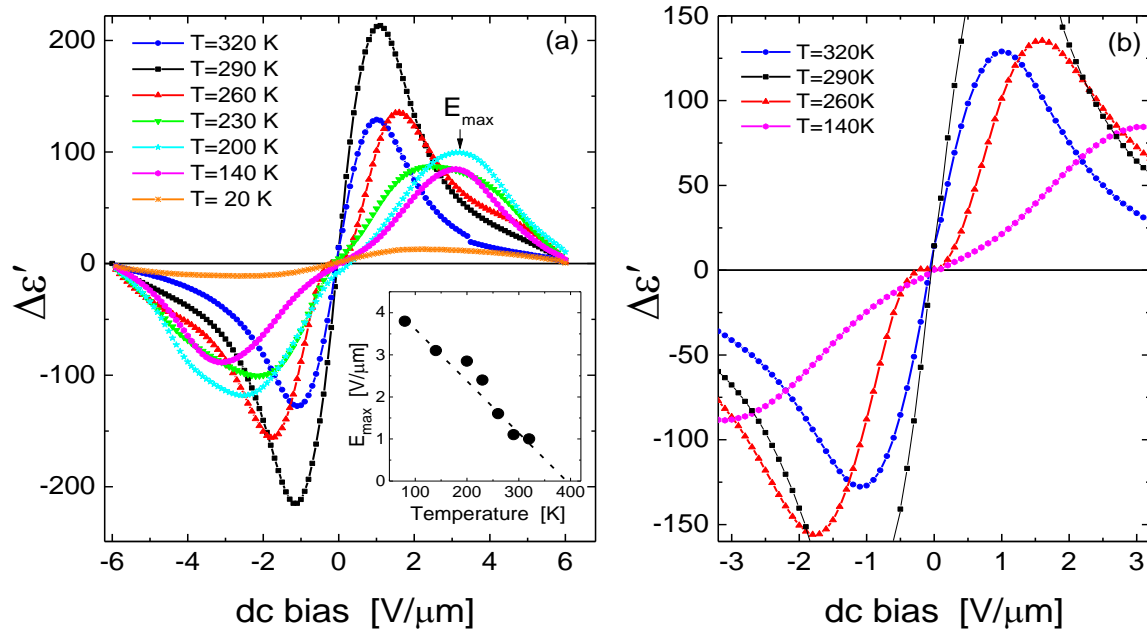 (a)
T=320 K
T=290 K
T=260 K
T=230 K
T=200 K
T=140 K
T= 20 K
E_max
200
100
0
-100
-200
Δε′
-6 -4 -2 0 2 4 6
dc bias [V/μm]
4
3
2
1
0
E_max [V/μm]
100 200 300 400
Temperature [K]
(b)
T=320K
T=290K
T=260K
T=140K
150
100
50
0
-50
-100
-150
Δε′
-3 -2 -1 0 1 2 3
dc bias [V/μm]